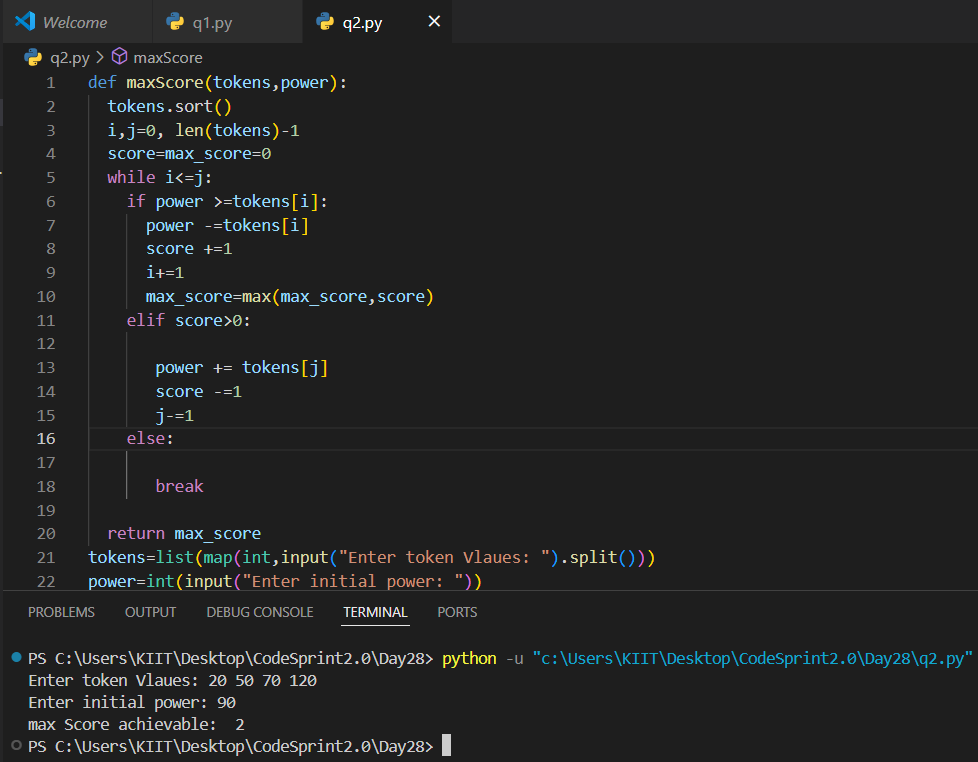 Welcome q1.py q2.py
q2.py > maxScore
1 def maxScore(tokens,power):
2 tokens.sort()
3 i,j=0, len(tokens)-1
4 score=max_score=0
5 while i<=j:
6 if power >=tokens[i]:
7 power -=tokens[i]
8 score +=1
9 i+=1
10 max_score=max(max_score,score)
11 elif score>0:
12
13 power += tokens[j]
14 score -=1
15 j-=1
16 else:
17
18 break
19
20 return max_score
21 tokens=list(map(int,input("Enter token Vlaues: ").split()))
22 power=int(input("Enter initial power: "))
PROBLEMS OUTPUT DEBUG CONSOLE TERMINAL PORTS
PS C:\Users\KIIT\Desktop\CodeSprint2.0\Day28> python -u "c:\Users\KIIT\Desktop\CodeSprint2.0\Day28\q2.py"
Enter token Vlaues: 20 50 70 120
Enter initial power: 90
max Score achievable:  2
PS C:\Users\KIIT\Desktop\CodeSprint2.0\Day28>